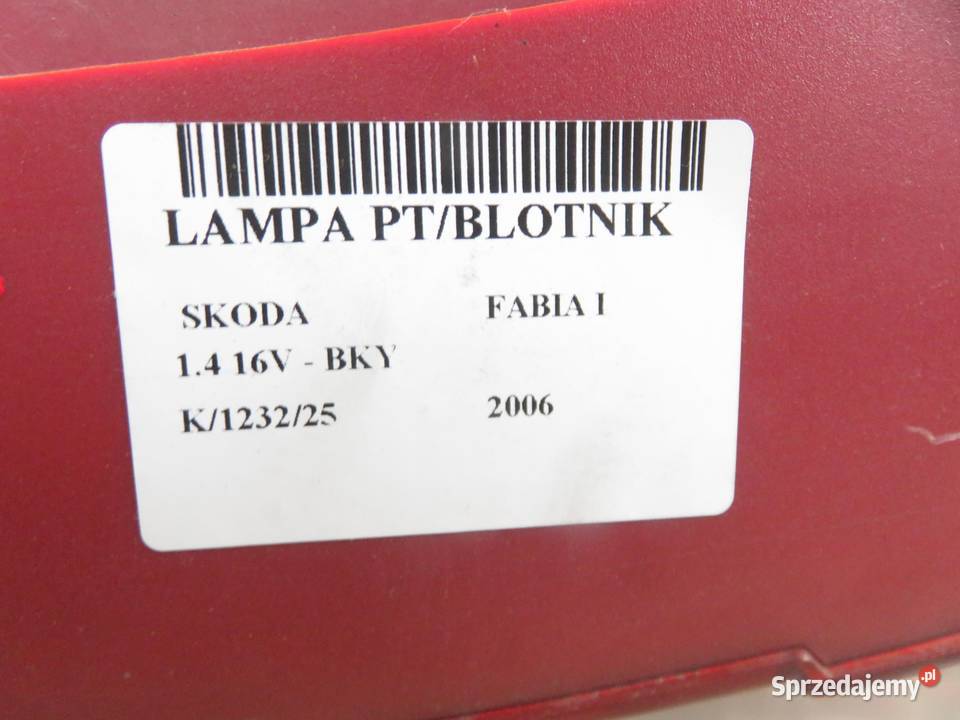 LAMPA PT/BLOTNIK
SKODA FABIA I
1.4 16V - BKY
K/1232/25 2006
Sprzedajemy.pl